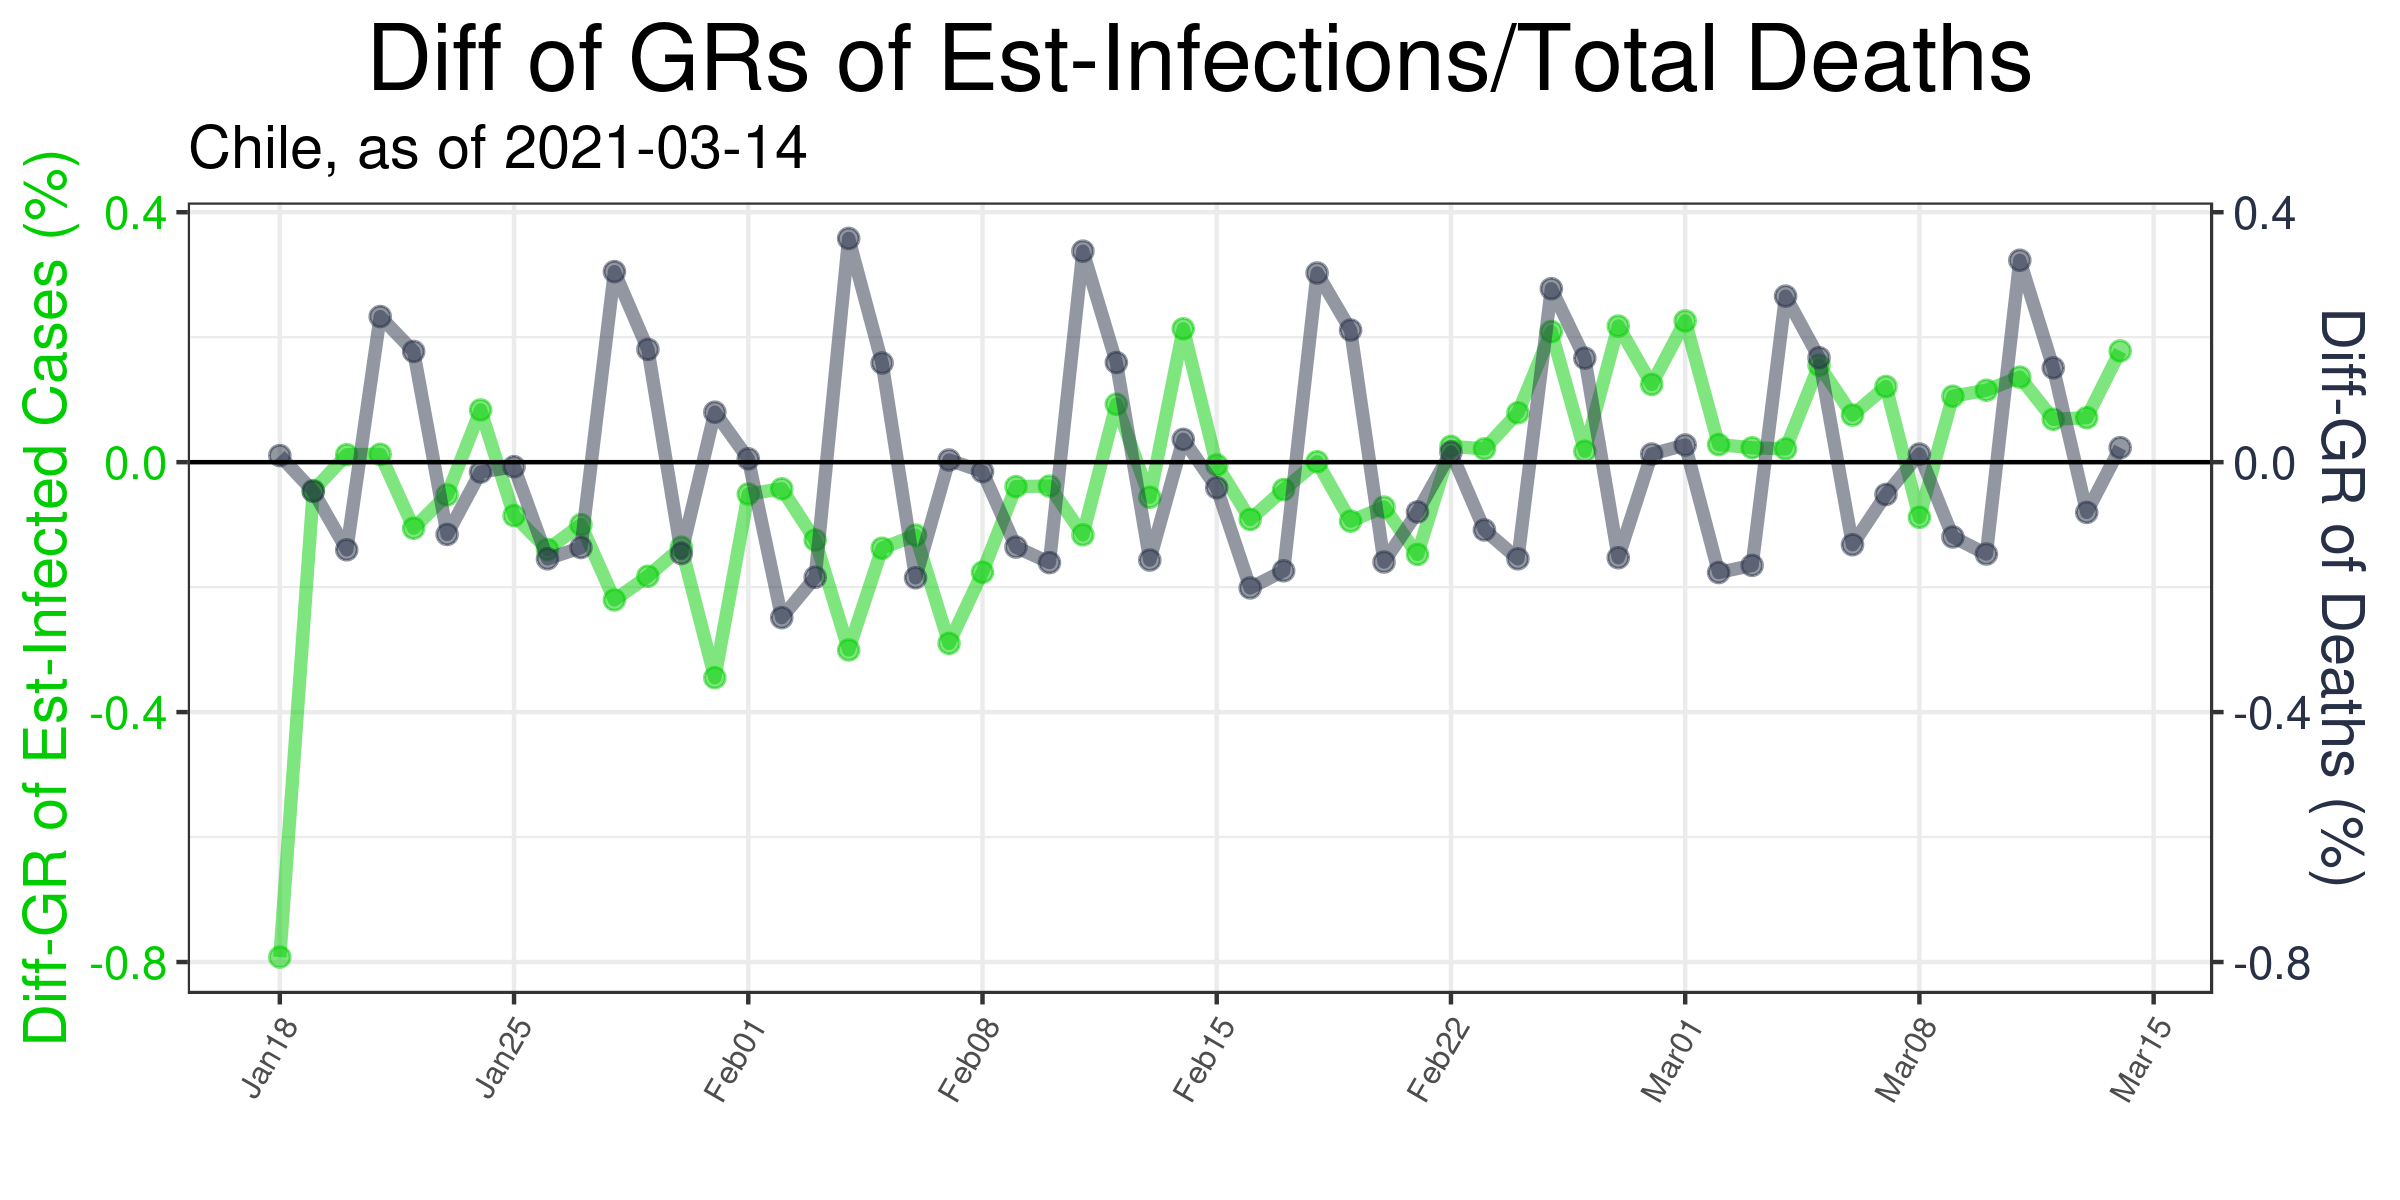 Diff of GRs of Est-Infections/Total Deaths
Chile, as of 2021-03-14
Diff-GR of Est-Infected Cases (%)
0.4
0.0
-0.4
-0.8
0.4
0.0
-0.4
-0.8
Diff-GR of Deaths (%)
Jan18
Jan25
Feb01
Feb08
Feb15
Feb22
Mar01
Mar08
Mar15